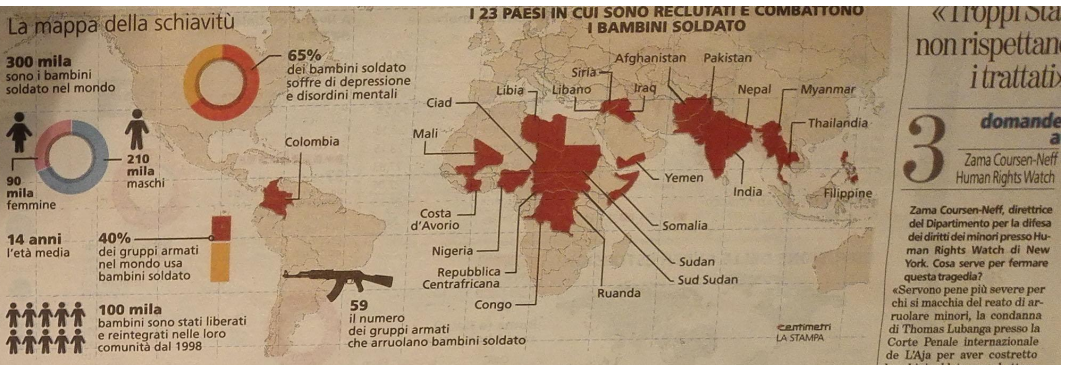 La mappa della schiavitù
300 mila
sono i bambini
soldato nel mondo
65%
dei bambini soldato
soffre di depressione
e disordini mentali
90
mila
femmine
210
mila
maschi
14 anni
l'età media
40%
dei gruppi armati
nel mondo usa
bambini soldato
100 mila
bambini sono stati liberati
e reintegrati nelle loro
comunità dal 1998
59
il numero
dei gruppi armati
che arruolano bambini soldato
I 23 PAESI IN CUI SONO RECLUTATI E COMBATTONO
I BAMBINI SOLDATO
Colombia
Mali
Ciad
Libia
Libano
Siria
Iraq
Afghanistan
Pakistan
Nepal
Myanmar
Thailandia
Filippine
India
Yemen
Somalia
Sudan
Sud Sudan
Ruanda
Congo
Repubblica
Centrafricana
Nigeria
Costa
d'Avorio
centimetri
LA STAMPA
«Troppi Sta
non rispettan
i trattati»
3
domande
a
Zama Coursen-Neff
Human Rights Watch
Zama Coursen-Neff, direttrice
del Dipartimento per la difesa
dei diritti dei minori presso Hu-
man Rights Watch di New
York. Cosa serve per fermare
questa tragedia?
«Servono pene più severe per
chi si macchia del reato di ar-
ruolare minori, la condanna
di Thomas Lubanga presso la
Corte Penale internazionale
de L'Aja per aver costretto